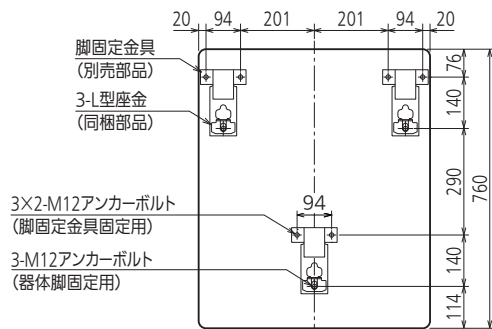 20 94 201 201 94 20
脚固定金具
(別売部品)
3-L型座金
(同梱部品)
76
140
290
760
3×2-M12アンカーボルト
(脚固定金具固定用)
94
3-M12アンカーボルト
(器体脚固定用)
140
114